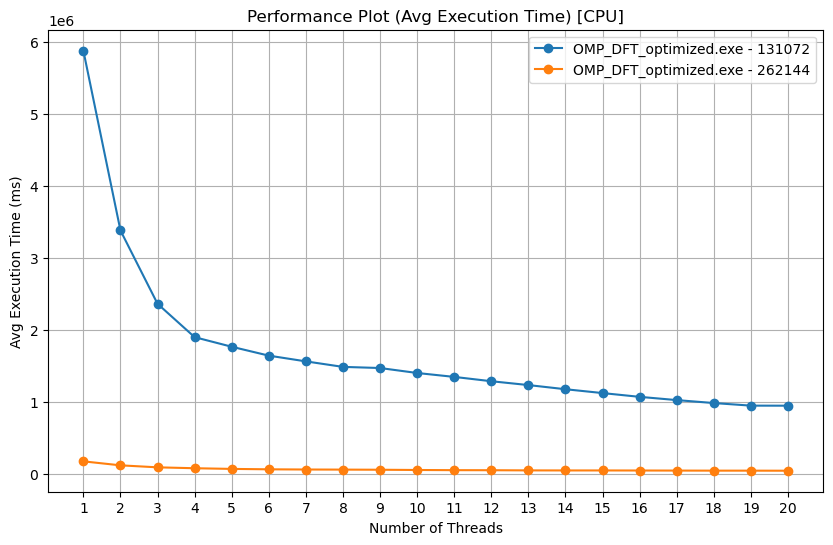 Performance Plot (Avg Execution Time) [CPU]
1e6
OMP_DFT_optimized.exe - 131072
OMP_DFT_optimized.exe - 262144
6
5
4
3
2
1
0
Avg Execution Time (ms)
1 2 3 4 5 6 7 8 9 10 11 12 13 14 15 16 17 18 19 20
Number of Threads